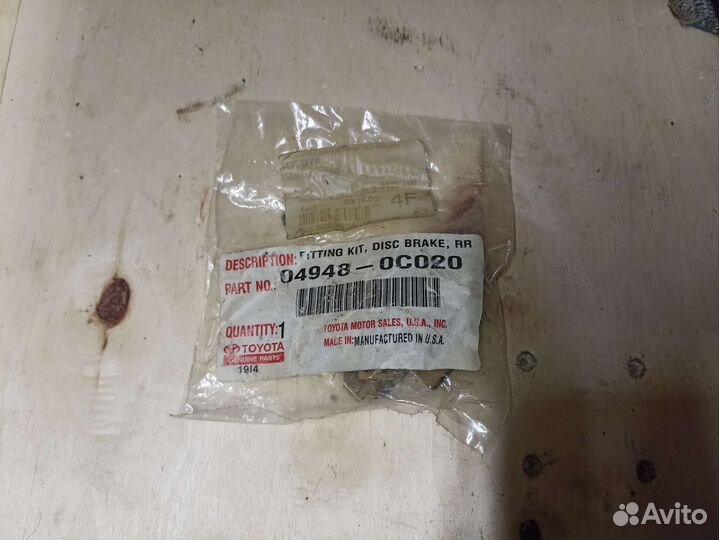 4F
DESCRIPTION: FITTING KIT, DISC BRAKE, RR
PART NO.: 04948-0C020
QUANTITY: 1
TOYOTA MOTOR SALES, U.S.A., INC.
TOYOTA
MADE IN: MANUFACTURED IN U.S.A.
GENUINE PARTS
1914
Avito